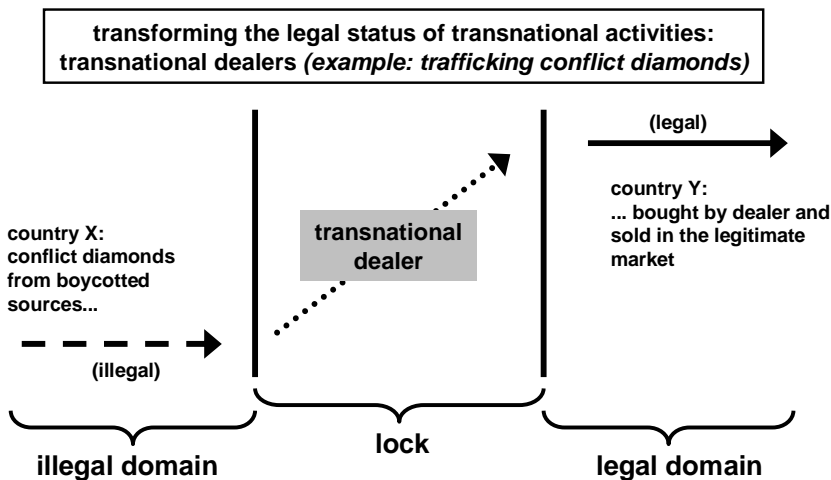 transforming the legal status of transnational activities:
transnational dealers (example: trafficking conflict diamonds)
(legal)
country Y:
... bought by dealer and
sold in the legitimate
market
transnational
dealer
country X:
conflict diamonds
from boycotted
sources...
(illegal)
illegal domain
lock
legal domain